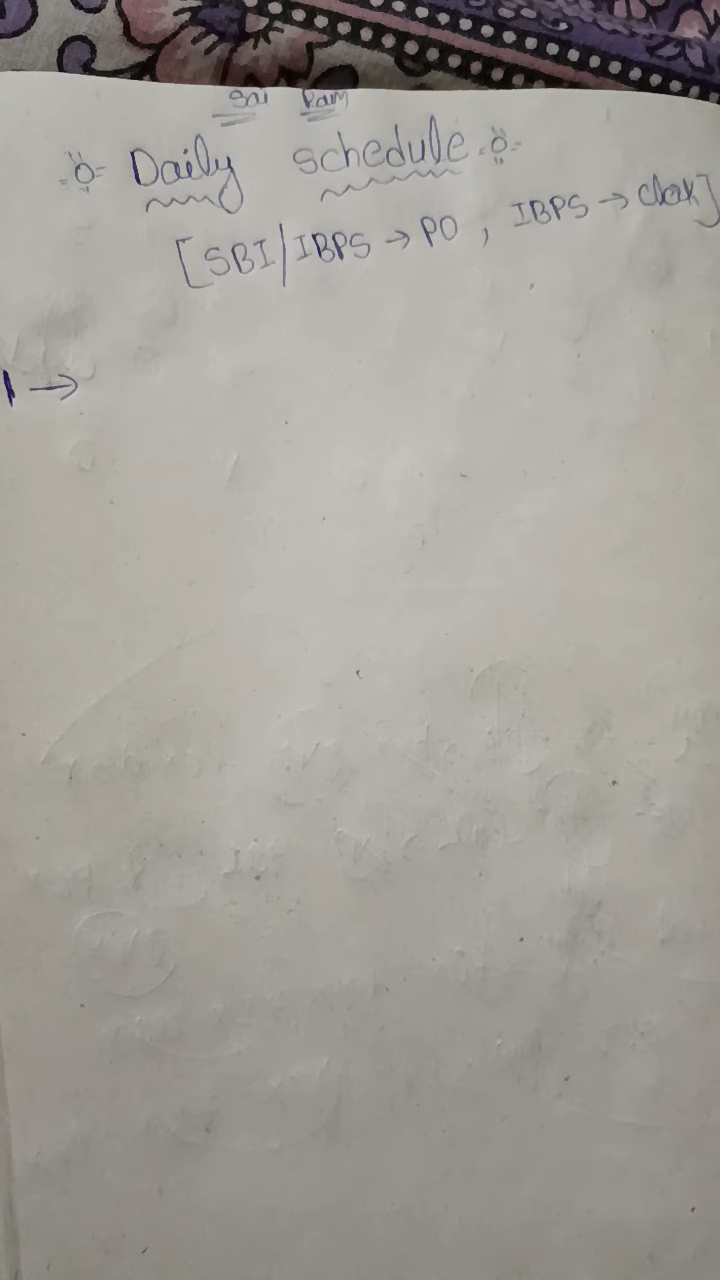 Sai Ram
Daily schedule
[SBI/IBPS → PO , IBPS → Clerk]
1 →